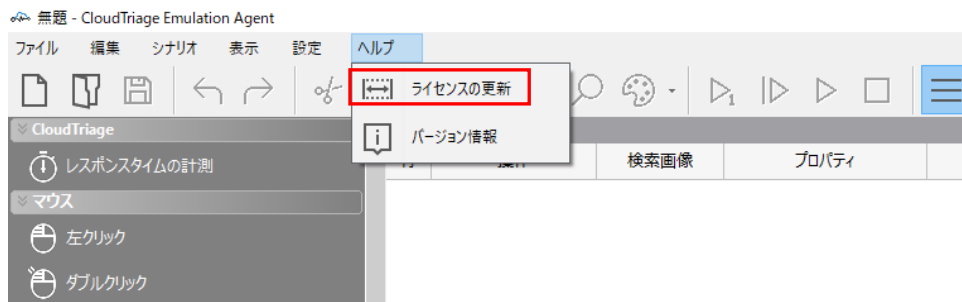 無題 - CloudTriage Emulation Agent
ファイル 編集 シナリオ 表示 設定 ヘルプ
ライセンスの更新
バージョン情報
CloudTriage
検索画像 プロパティ
レスポンスタイムの計測
マウス
左クリック
ダブルクリック